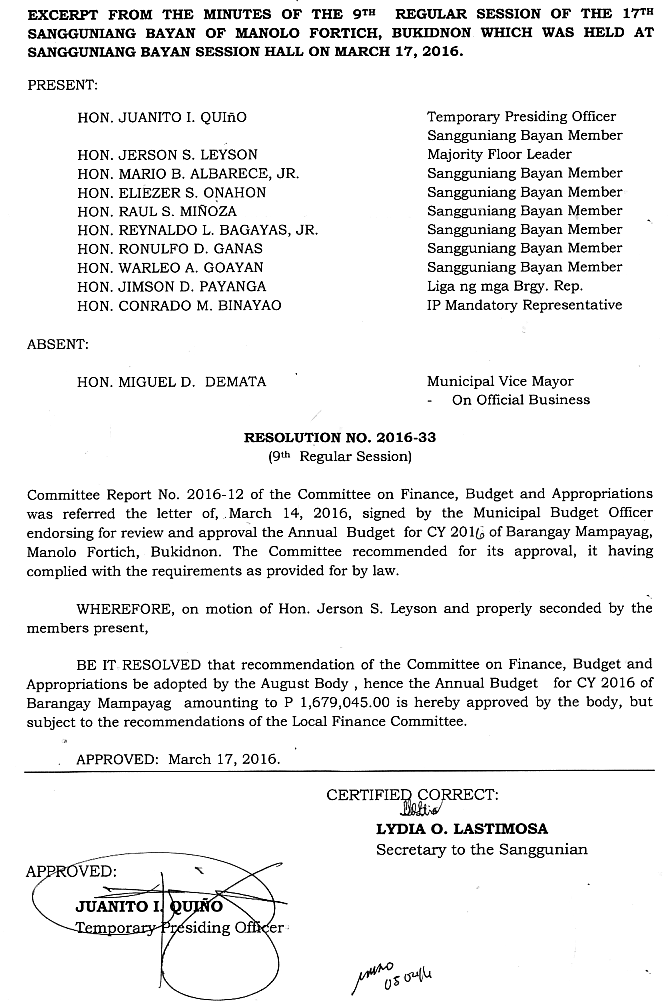 EXCERPT FROM THE MINUTES OF THE 9TH REGULAR SESSION OF THE 17TH
SANGGUNIANG BAYAN OF MANOLO FORTICH, BUKIDNON WHICH WAS HELD AT
SANGGUNIANG BAYAN SESSION HALL ON MARCH 17, 2016.
PRESENT:
HON. JUANITO I. QUIñO Temporary Presiding Officer
Sangguniang Bayan Member
HON. JERSON S. LEYSON Majority Floor Leader
HON. MARIO B. ALBARECE, JR. Sangguniang Bayan Member
HON. ELIEZER S. ONAHON Sangguniang Bayan Member
HON. RAUL S. MIÑOZA Sangguniang Bayan Member
HON. REYNALDO L. BAGAYAS, JR. Sangguniang Bayan Member
HON. RONULFO D. GANAS Sangguniang Bayan Member
HON. WARLEO A. GOAYAN Sangguniang Bayan Member
HON. JIMSON D. PAYANGA Liga ng mga Brgy. Rep.
HON. CONRADO M. BINAYAO IP Mandatory Representative
ABSENT:
HON. MIGUEL D. DEMATA Municipal Vice Mayor
- On Official Business
RESOLUTION NO. 2016-33
(9th Regular Session)
Committee Report No. 2016-12 of the Committee on Finance, Budget and Appropriations
was referred the letter of, March 14, 2016, signed by the Municipal Budget Officer
endorsing for review and approval the Annual Budget for CY 2016 of Barangay Mampayag,
Manolo Fortich, Bukidnon. The Committee recommended for its approval, it having
complied with the requirements as provided for by law.
WHEREFORE, on motion of Hon. Jerson S. Leyson and properly seconded by the
members present,
BE IT RESOLVED that recommendation of the Committee on Finance, Budget and
Appropriations be adopted by the August Body , hence the Annual Budget for CY 2016 of
Barangay Mampayag amounting to P 1,679,045.00 is hereby approved by the body, but
subject to the recommendations of the Local Finance Committee.
APPROVED: March 17, 2016.
CERTIFIED CORRECT:
LYDIA O. LASTIMOSA
Secretary to the Sanggunian
APPROVED:
JUANITO I. QUIÑO
Temporary Presiding Officer